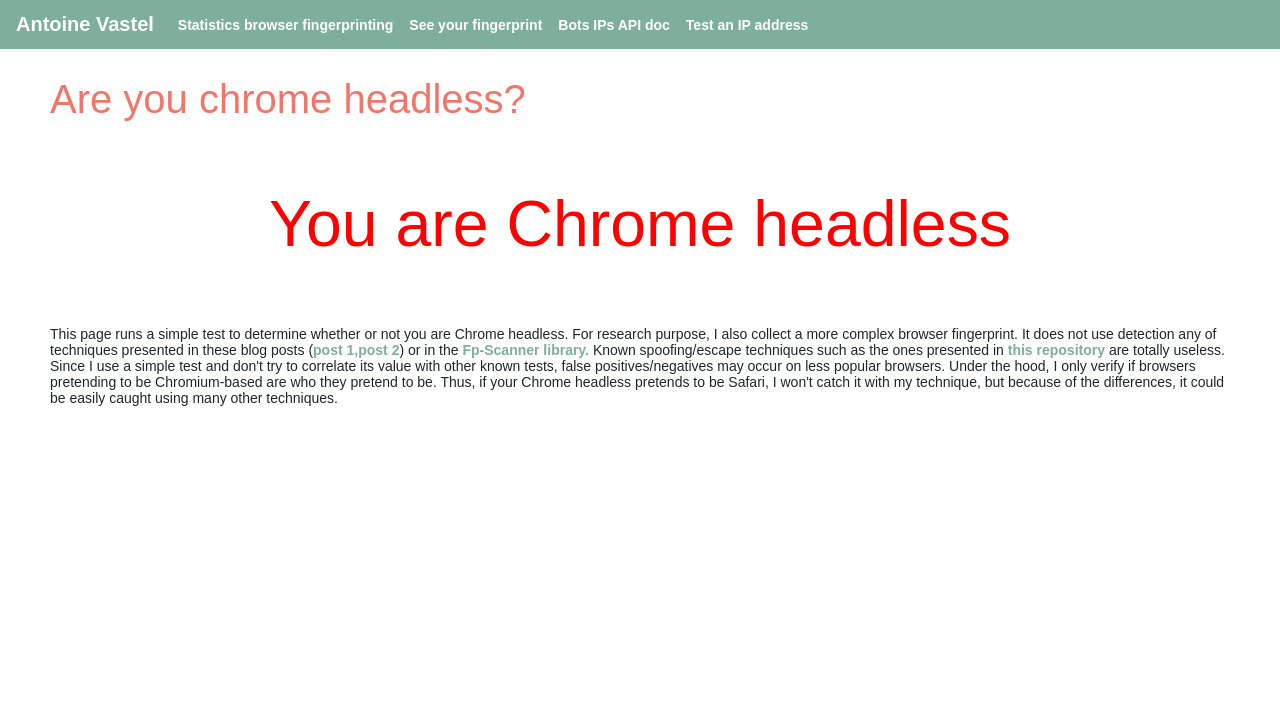 Antoine Vastel Statistics browser fingerprinting See your fingerprint Bots IPs API doc Test an IP address
Are you chrome headless?
You are Chrome headless
This page runs a simple test to determine whether or not you are Chrome headless. For research purpose, I also collect a more complex browser fingerprint. It does not use detection any of
techniques presented in these blog posts (post 1,post 2) or in the Fp-Scanner library. Known spoofing/escape techniques such as the ones presented in this repository are totally useless.
Since I use a simple test and don't try to correlate its value with other known tests, false positives/negatives may occur on less popular browsers. Under the hood, I only verify if browsers
pretending to be Chromium-based are who they pretend to be. Thus, if your Chrome headless pretends to be Safari, I won't catch it with my technique, but because of the differences, it could
be easily caught using many other techniques.